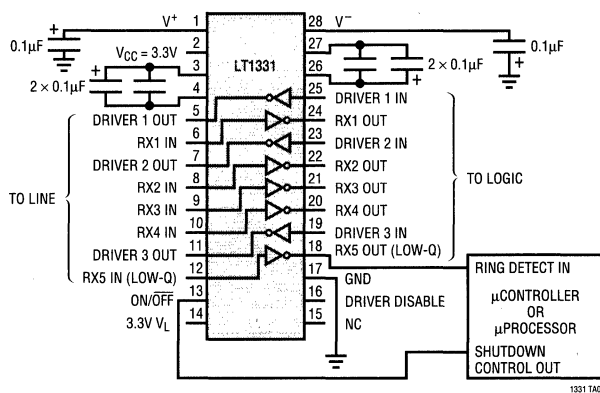 V+ 1 28 V−
0.1µF 2 27 0.1µF
VCC = 3.3V LT1331
2 × 0.1µF 3 26 2 × 0.1µF
4 25 DRIVER 1 IN
DRIVER 1 OUT 5 24 RX1 OUT
RX1 IN 6 23 DRIVER 2 IN
DRIVER 2 OUT 7 22 RX2 OUT
TO LINE RX2 IN 8 21 RX3 OUT TO LOGIC
RX3 IN 9 20 RX4 OUT
RX4 IN 10 19 DRIVER 3 IN
DRIVER 3 OUT 11 18 RX5 OUT (LOW-Q)
RX5 IN (LOW-Q) 12 17 GND
ON/OFF 13 16 DRIVER DISABLE
3.3V VL 14 15 NC
RING DETECT IN
µCONTROLLER
OR
µPROCESSOR
SHUTDOWN
CONTROL OUT